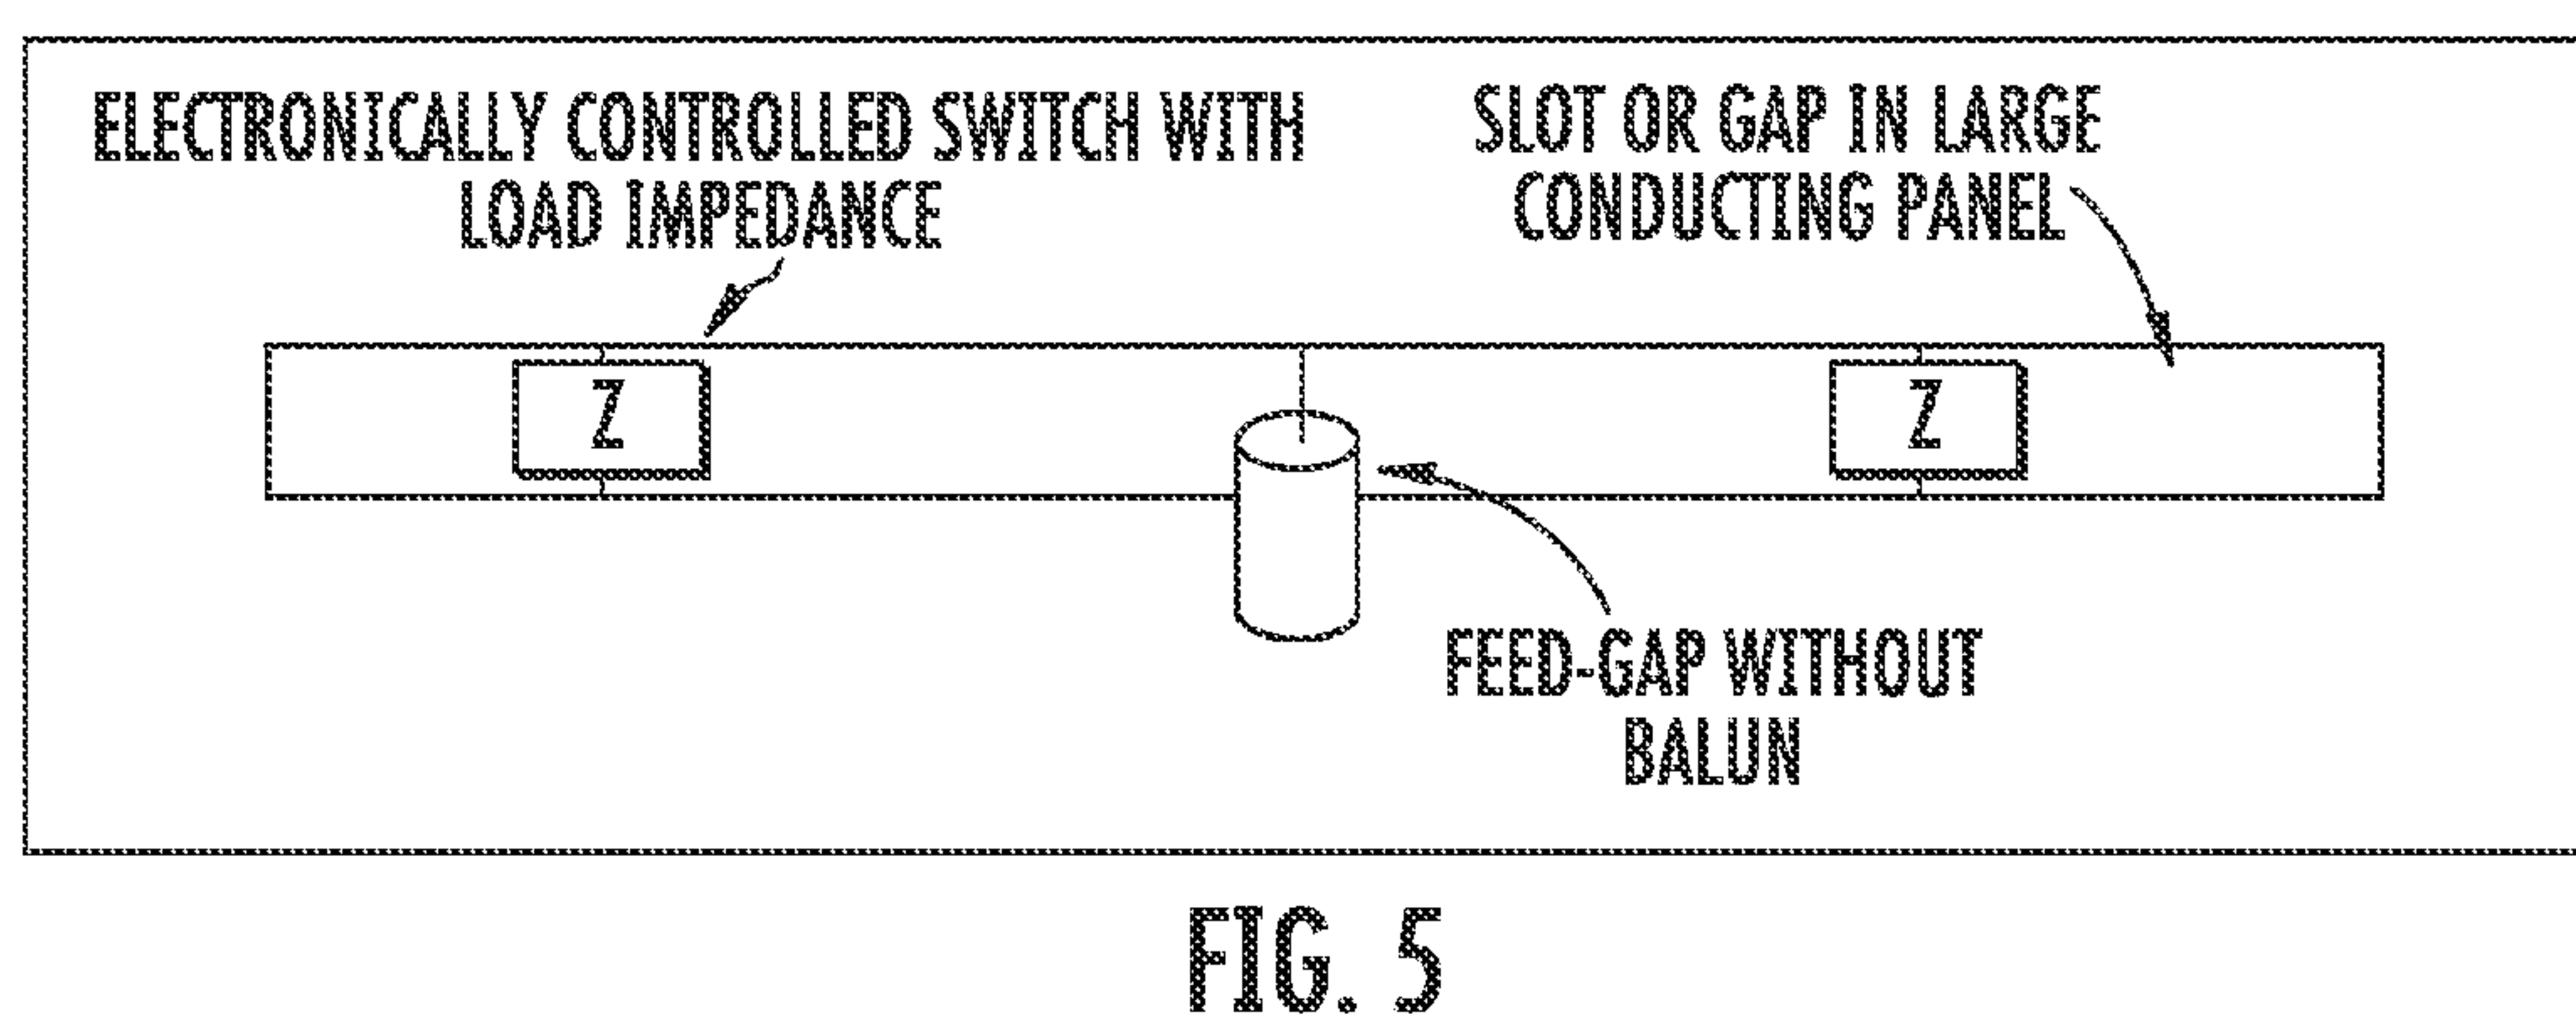 ELECTRONICALLY CONTROLLED SWITCH WITH
LOAD IMPEDANCE
SLOT OR GAP IN LARGE
CONDUCTING PANEL
Z
Z
FEED-GAP WITHOUT
BALUN
FIG. 5